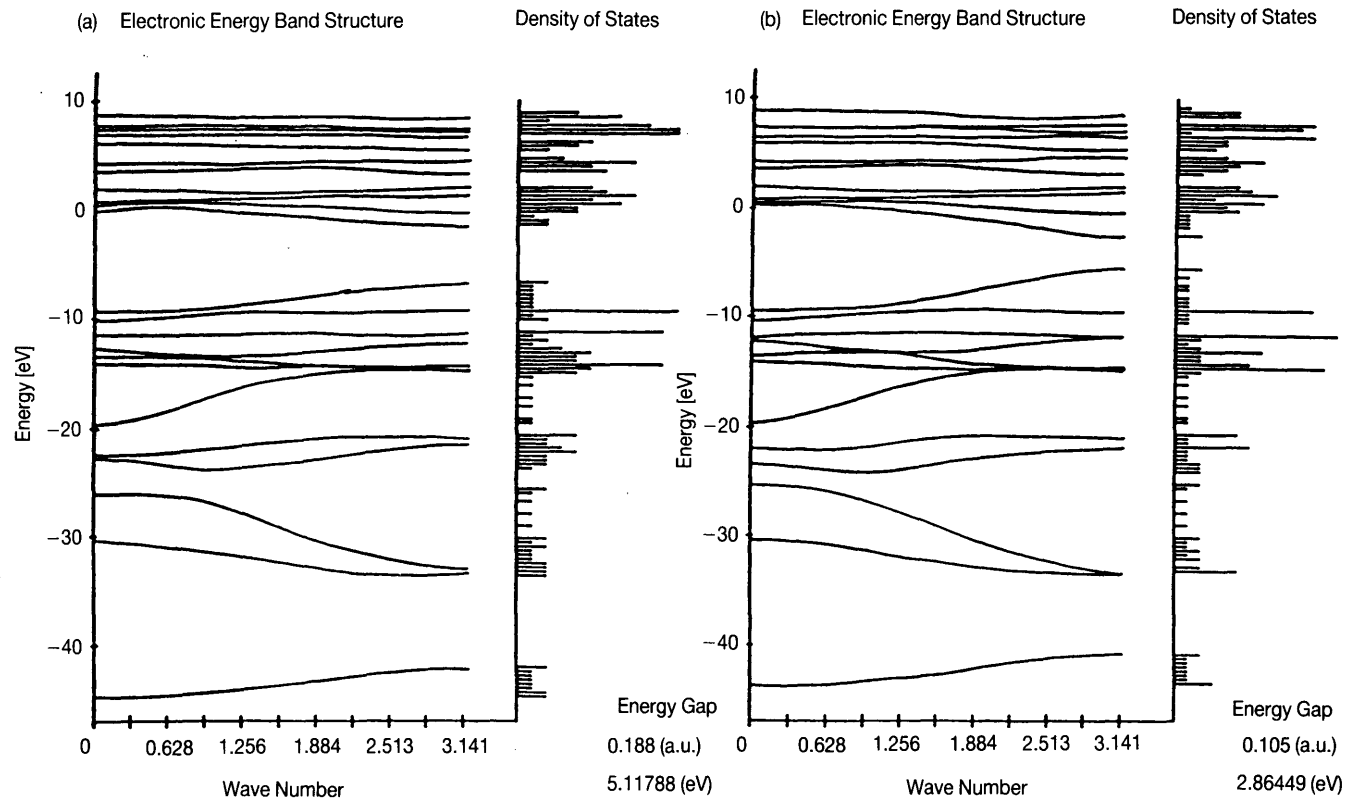 (a) Electronic Energy Band Structure
Density of States
10
0
−10
−20
−30
−40
Energy [eV]
0 0.628 1.256 1.884 2.513 3.141
Wave Number
Energy Gap
0.188 (a.u.)
5.11788 (eV)
(b) Electronic Energy Band Structure
Density of States
10
0
−10
−20
−30
−40
Energy [eV]
0 0.628 1.256 1.884 2.513 3.141
Wave Number
Energy Gap
0.105 (a.u.)
2.86449 (eV)